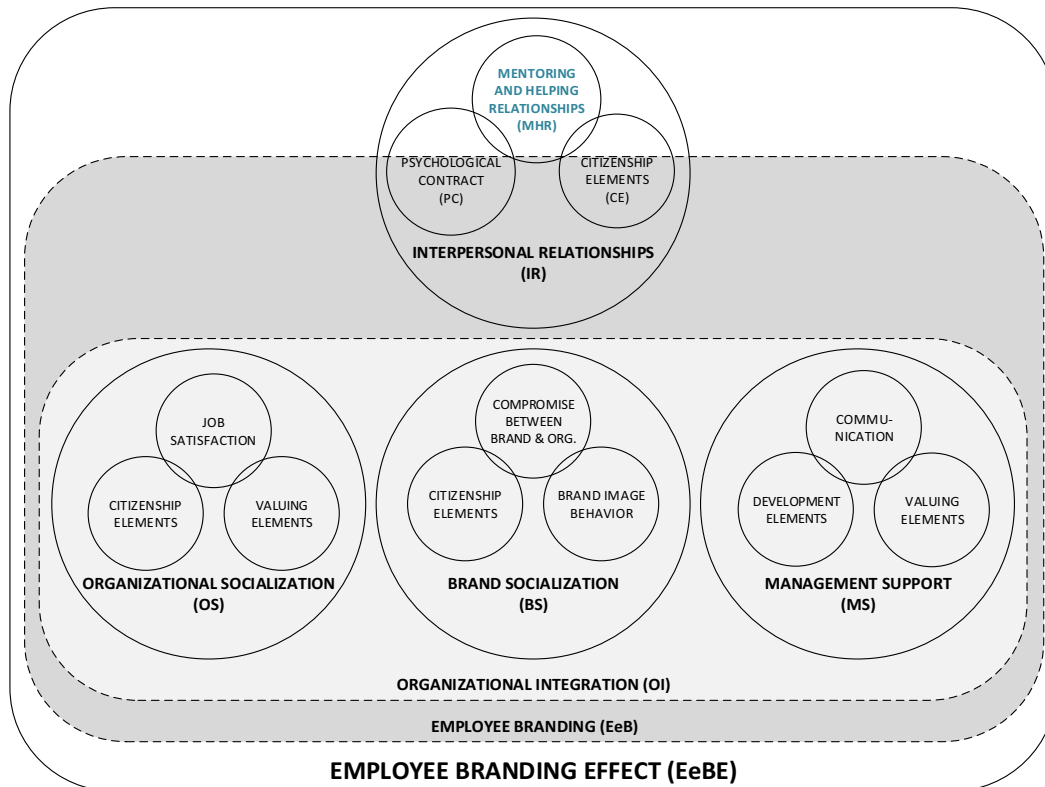 MENTORING
AND HELPING
RELATIONSHIPS
(MHR)
PSYCHOLOGICAL
CONTRACT
(PC)
CITIZENSHIP
ELEMENTS
(CE)
INTERPERSONAL RELATIONSHIPS
(IR)
JOB
SATISFACTION
CITIZENSHIP
ELEMENTS
VALUING
ELEMENTS
ORGANIZATIONAL SOCIALIZATION
(OS)
COMPROMISE
BETWEEN
BRAND & ORG.
CITIZENSHIP
ELEMENTS
BRAND IMAGE
BEHAVIOR
BRAND SOCIALIZATION
(BS)
COMMU-
NICATION
DEVELOPMENT
ELEMENTS
VALUING
ELEMENTS
MANAGEMENT SUPPORT
(MS)
ORGANIZATIONAL INTEGRATION (OI)
EMPLOYEE BRANDING (EeB)
EMPLOYEE BRANDING EFFECT (EeBE)